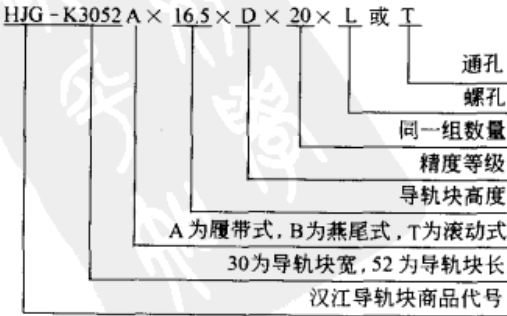 HJG-K3052A×16.5×D×20×L或T
通孔
螺孔
同一组数量
精度等级
导轨块高度
A为履带式,B为燕尾式,T为滚动式
30为导轨块宽,52为导轨块长
汉江导轨块商品代号